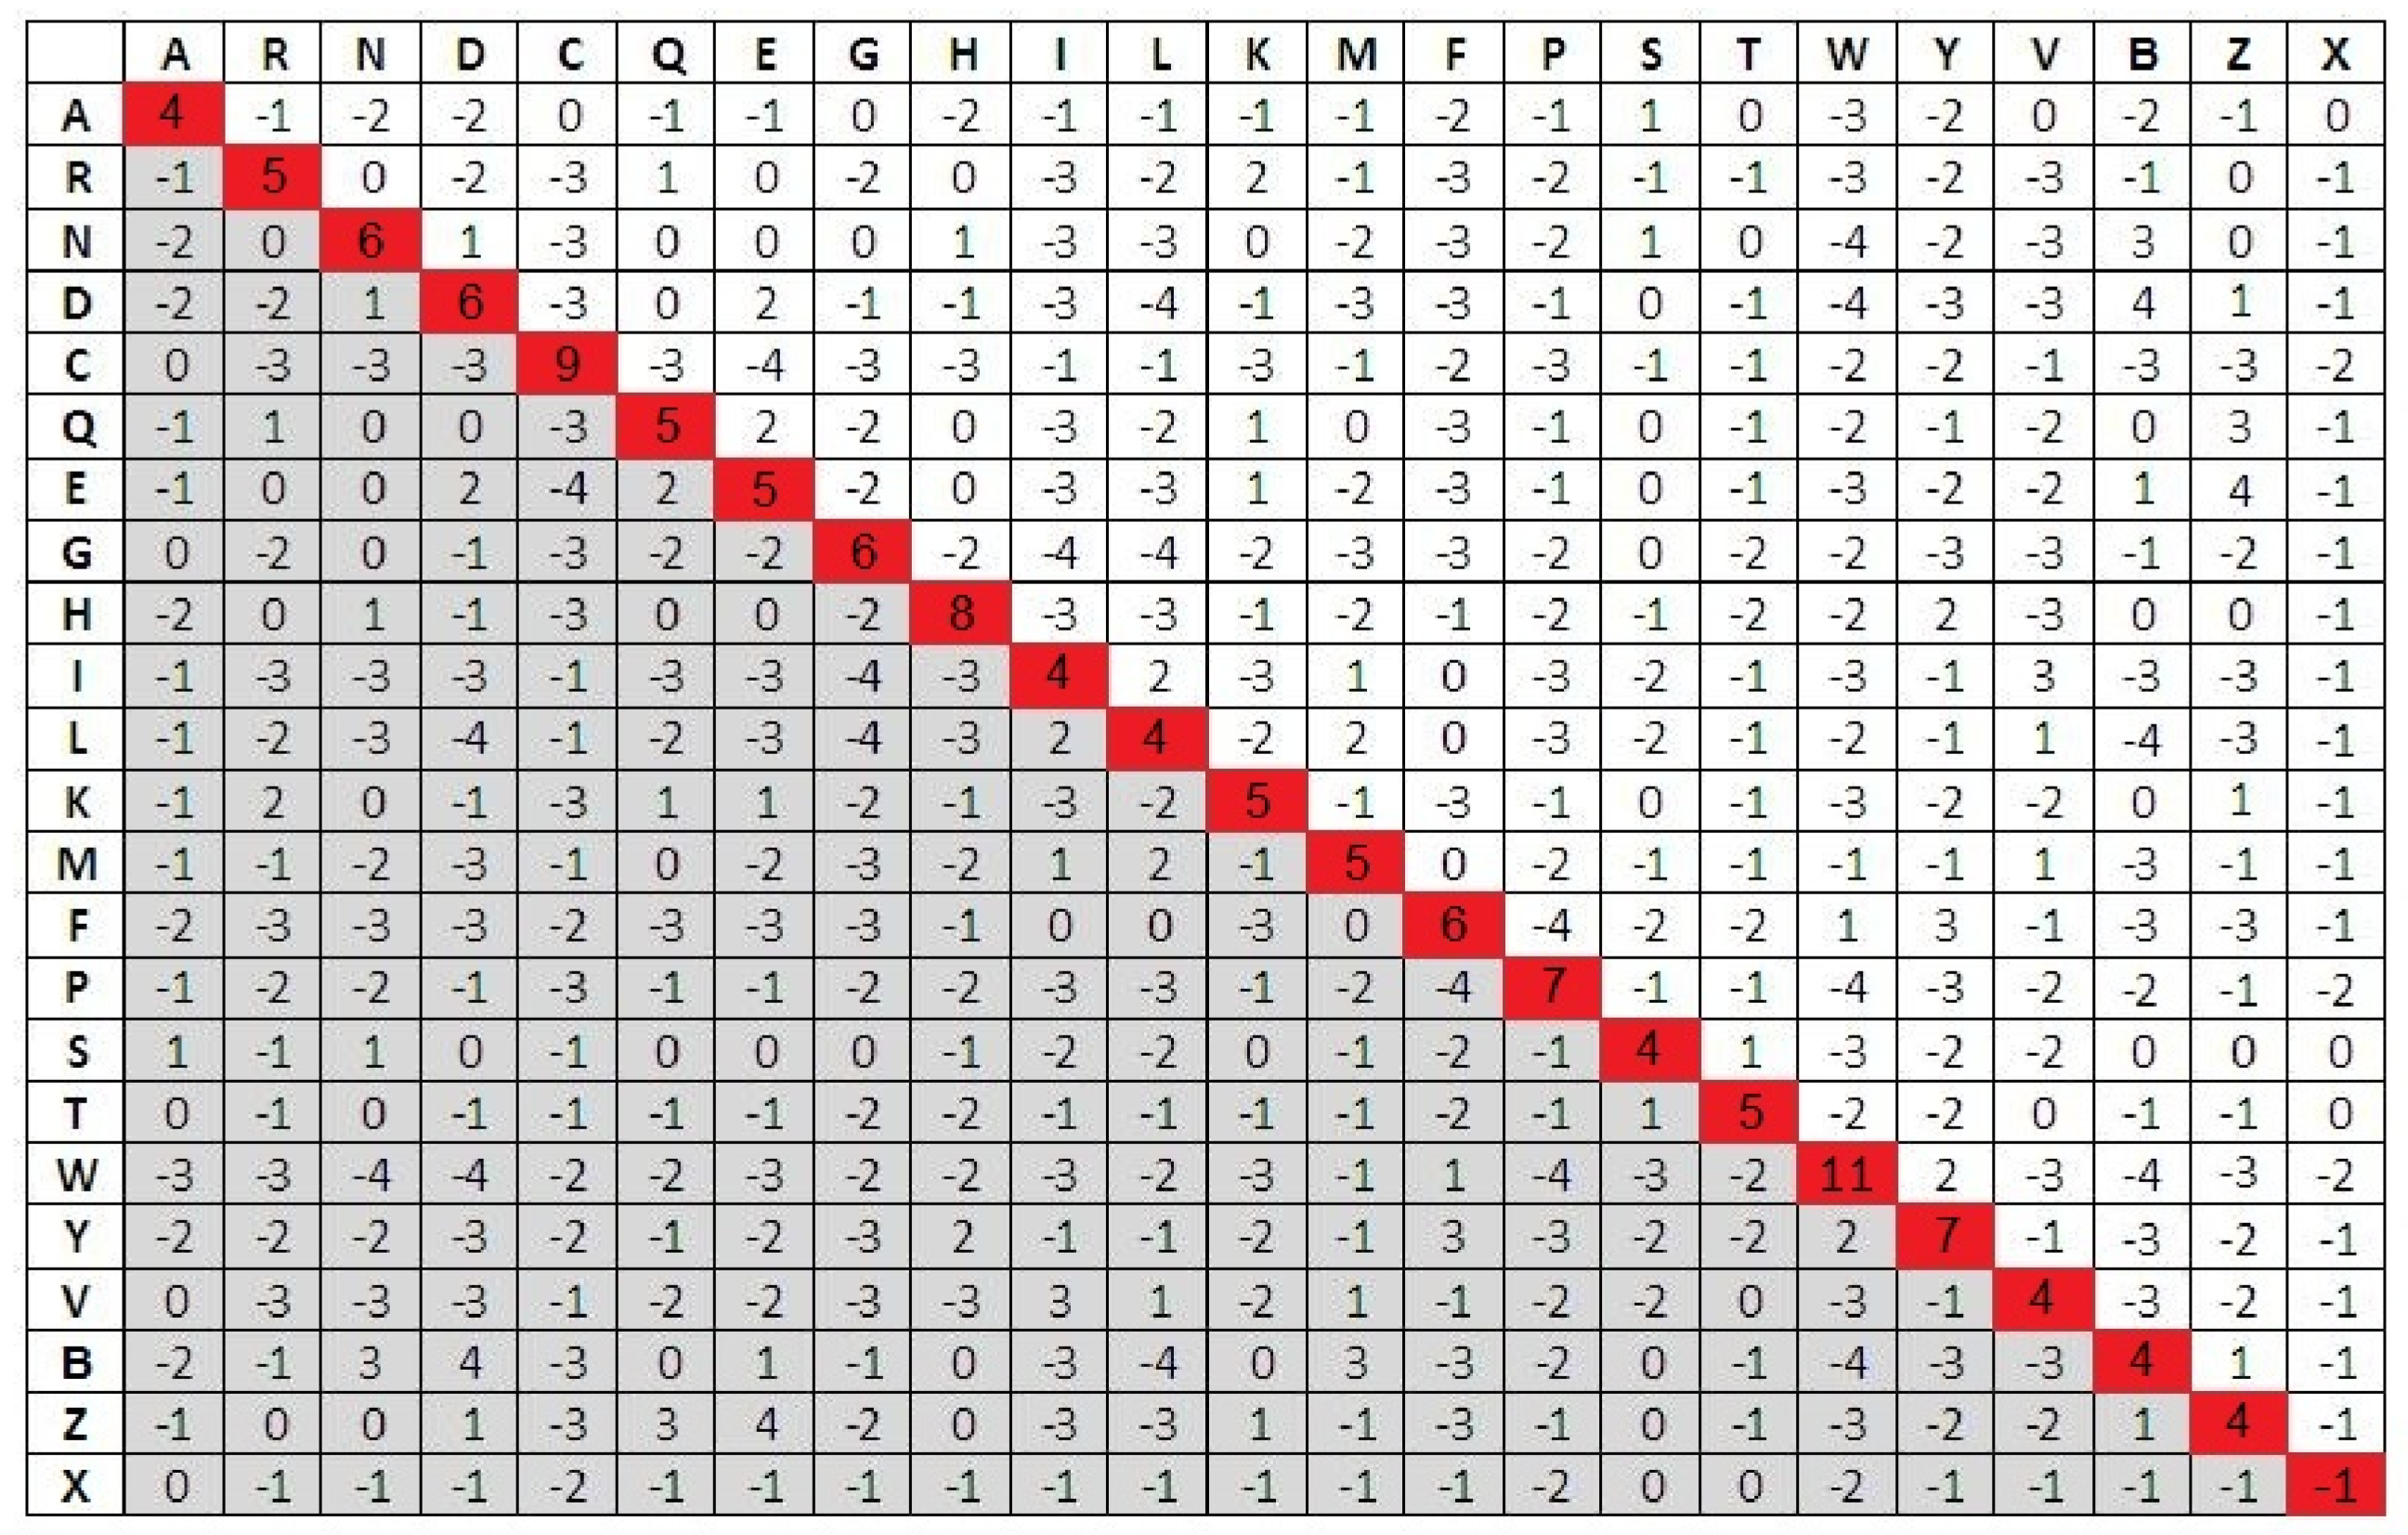 A R N D C Q E G H I L K M F P S T W Y V B Z X
A 4 -1 -2 -2 0 -1 -1 0 -2 -1 -1 -1 -1 -2 -1 1 0 -3 -2 0 -2 -1 0
R -1 5 0 -2 -3 1 0 -2 0 -3 -2 2 -1 -3 -2 -1 -1 -3 -2 -3 -1 0 -1
N -2 0 6 1 -3 0 0 0 1 -3 -3 0 -2 -3 -2 1 0 -4 -2 -3 3 0 -1
D -2 -2 1 6 -3 0 2 -1 -1 -3 -4 -1 -3 -3 -1 0 -1 -4 -3 -3 4 1 -1
C 0 -3 -3 -3 9 -3 -4 -3 -3 -1 -1 -3 -1 -2 -3 -1 -1 -2 -2 -1 -3 -3 -2
Q -1 1 0 0 -3 5 2 -2 0 -3 -2 1 0 -3 -1 0 -1 -2 -1 -2 0 3 -1
E -1 0 0 2 -4 2 5 -2 0 -3 -3 1 -2 -3 -1 0 -1 -3 -2 -2 1 4 -1
G 0 -2 0 -1 -3 -2 -2 6 -2 -4 -4 -2 -3 -3 -2 0 -2 -2 -3 -3 -1 -2 -1
H -2 0 1 -1 -3 0 0 -2 8 -3 -3 -1 -2 -1 -2 -1 -2 -2 2 -3 0 0 -1
I -1 -3 -3 -3 -1 -3 -3 -4 -3 4 2 -3 1 0 -3 -2 -1 -3 -1 3 -3 -3 -1
L -1 -2 -3 -4 -1 -2 -3 -4 -3 2 4 -2 2 0 -3 -2 -1 -2 -1 1 -4 -3 -1
K -1 2 0 -1 -3 1 1 -2 -1 -3 -2 5 -1 -3 -1 0 -1 -3 -2 -2 0 1 -1
M -1 -1 -2 -3 -1 0 -2 -3 -2 1 2 -1 5 0 -2 -1 -1 -1 -1 1 -3 -1 -1
F -2 -3 -3 -3 -2 -3 -3 -3 -1 0 0 -3 0 6 -4 -2 -2 1 3 -1 -3 -3 -1
P -1 -2 -2 -1 -3 -1 -1 -2 -2 -3 -3 -1 -2 -4 7 -1 -1 -4 -3 -2 -2 -1 -2
S 1 -1 1 0 -1 0 0 0 -1 -2 -2 0 -1 -2 -1 4 1 -3 -2 -2 0 0 0
T 0 -1 0 -1 -1 -1 -1 -2 -2 -1 -1 -1 -1 -2 -1 1 5 -2 -2 0 -1 -1 0
W -3 -3 -4 -4 -2 -2 -3 -2 -2 -3 -2 -3 -1 1 -4 -3 -2 11 2 -3 -4 -3 -2
Y -2 -2 -2 -3 -2 -1 -2 -3 2 -1 -1 -2 -1 3 -3 -2 -2 2 7 -1 -3 -2 -1
V 0 -3 -3 -3 -1 -2 -2 -3 -3 3 1 -2 1 -1 -2 -2 0 -3 -1 4 -3 -2 -1
B -2 -1 3 4 -3 0 1 -1 0 -3 -4 0 3 -3 -2 0 -1 -4 -3 -3 4 1 -1
Z -1 0 0 1 -3 3 4 -2 0 -3 -3 1 -1 -3 -1 0 -1 -3 -2 -2 1 4 -1
X 0 -1 -1 -1 -2 -1 -1 -1 -1 -1 -1 -1 -1 -1 -2 0 0 -2 -1 -1 -1 -1 -1